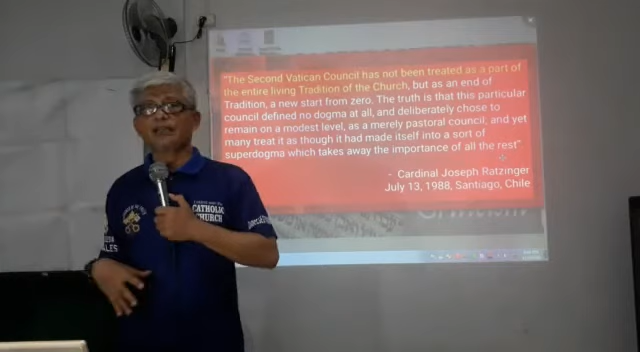 "The Second Vatican Council has not been treated as a part of
the entire living Tradition of the Church, but as an end of
Tradition, a new start from zero. The truth is that this particular
council defined no dogma at all, and deliberately chose to
remain on a modest level, as a merely pastoral council; and yet
many treat it as though it had made itself into a sort of
superdogma which takes away the importance of all the rest"
- Cardinal Joseph Ratzinger
July 13, 1988, Santiago, Chile
CATHOLIC
CHURCH